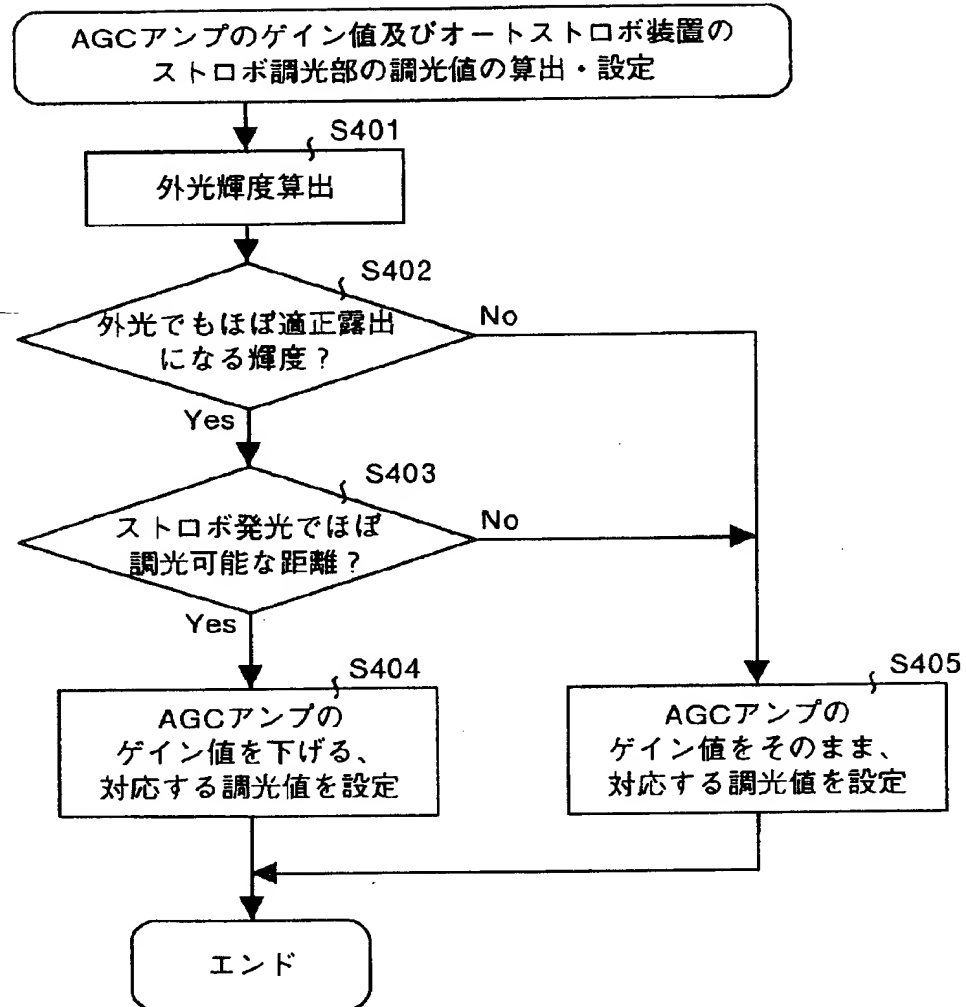 AGCアンプのゲイン値及びオートストロボ装置の
ストロボ調光部の調光値の算出・設定
S401
外光輝度算出
S402
外光でもほぼ適正露出
になる輝度？
No
Yes
S403
ストロボ発光でほぼ
調光可能な距離？
No
Yes
S404
AGCアンプの
ゲイン値を下げる、
対応する調光値を設定
S405
AGCアンプの
ゲイン値をそのまま、
対応する調光値を設定
エンド